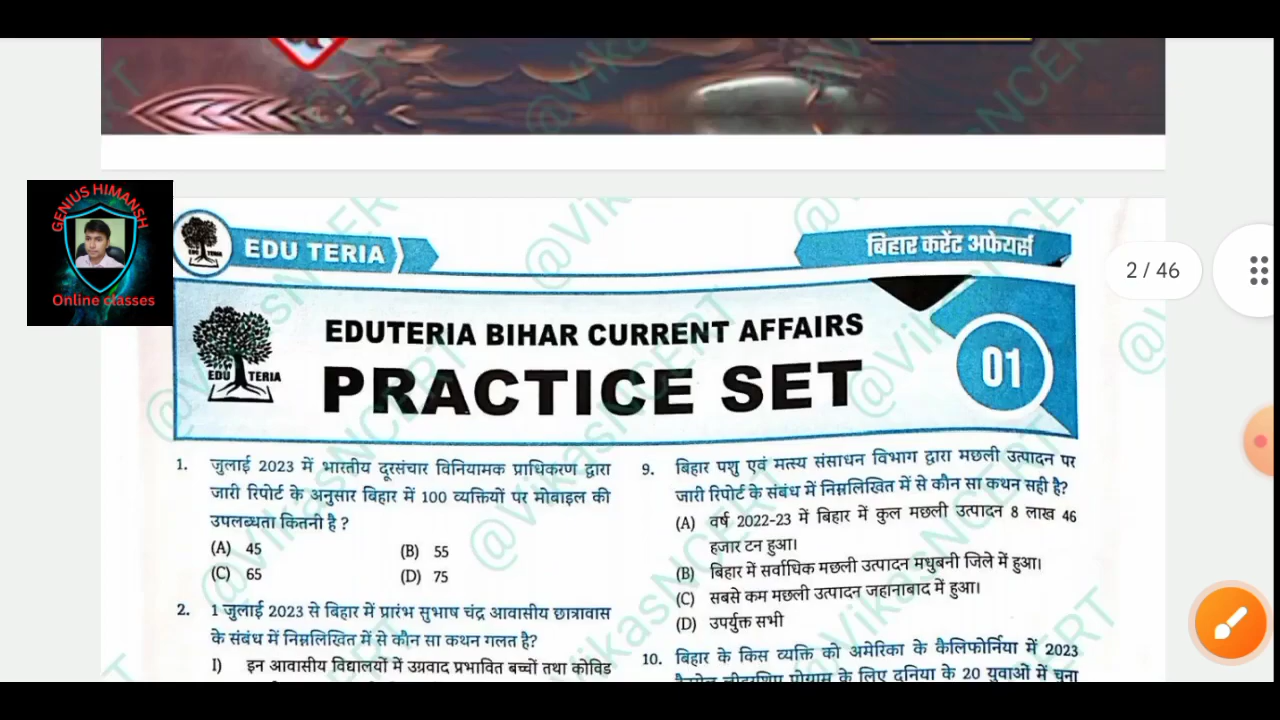 GENIUS HIMANSH
Online classes
EDU TERIA
बिहार करेंट अफेयर्स
2 / 46
EDU TERIA
EDUTERIA BIHAR CURRENT AFFAIRS
PRACTICE SET
01
1. जुलाई 2023 में भारतीय दूरसंचार विनियामक प्राधिकरण द्वारा
जारी रिपोर्ट के अनुसार बिहार में 100 व्यक्तियों पर मोबाइल की
उपलब्धता कितनी है ?
(A) 45 (B) 55
(C) 65 (D) 75
2. 1 जुलाई 2023 से बिहार में प्रारंभ सुभाष चंद्र आवासीय छात्रावास
के संबंध में निम्नलिखित में से कौन सा कथन गलत है?
I) इन आवासीय विद्यालयों में उग्रवाद प्रभावित बच्चों तथा कोविड
9. बिहार पशु एवं मत्स्य संसाधन विभाग द्वारा मछली उत्पादन पर
जारी रिपोर्ट के संबंध में निम्नलिखित में से कौन सा कथन सही है?
(A) वर्ष 2022-23 में बिहार में कुल मछली उत्पादन 8 लाख 46
हजार टन हुआ।
(B) बिहार में सर्वाधिक मछली उत्पादन मधुबनी जिले में हुआ।
(C) सबसे कम मछली उत्पादन जहानाबाद में हुआ।
(D) उपर्युक्त सभी
10. बिहार के किस व्यक्ति को अमेरिका के कैलिफोर्निया में 2023
के लिए दुनिया के 20 युवाओं में चुना
@VikasNCERT